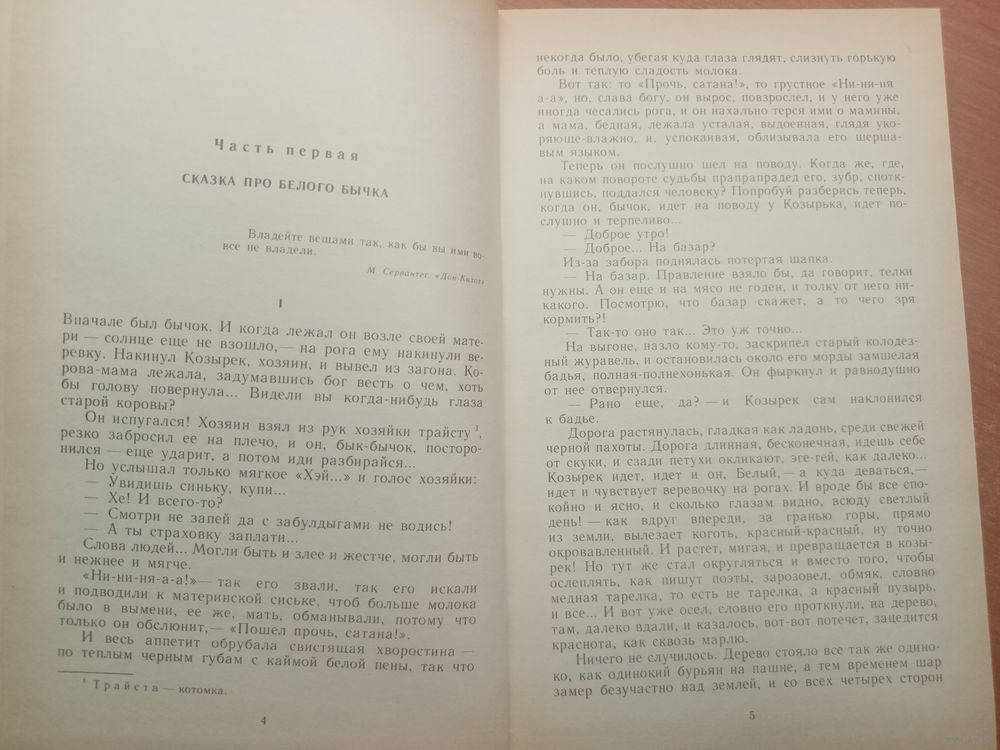 Часть первая
СКАЗКА ПРО БЕЛОГО БЫЧКА
Владейте вещами так, как бы вы ими во-
все не владели.
М. Сервантес. «Дон-Кихот»
I
Вначале был бычок. И когда лежал он возле своей мате-
ри — солнце еще не взошло,— на рога ему накинули ве-
ревку. Накинул Козырек, хозяин, и вывел из загона. Ко-
рова-мама лежала, задумавшись бог весть о чем, хоть
бы голову повернула... Видели вы когда-нибудь глаза
старой коровы?
Он испугался! Хозяин взял из рук хозяйки трайсту ¹,
резко забросил ее на плечо, и он, бык-бычок, посторо-
нился — еще ударит, а потом иди разбирайся...
Но услышал только мягкое «Хэй...» и голос хозяйки:
— Увидишь синьку, купи...
— Хе! И всего-то?
— Смотри не запей да с забулдыгами не водись!
— А ты страховку заплати...
Слова людей... Могли быть и злее и жестче, могли быть
и нежнее и мягче.
«Ни-ни-ня-а-а!»— так его звали, так его искали
и подводили к материнской сиське, чтоб больше молока
было в вымени, ее же, мать, обманывали, потому что
только он обслюнит,— «Пошел прочь, сатана!».
И весь аппетит обрубала свистящая хворостина —
по теплым черным губам с каймой белой пены, так что
¹ Трайста — котомка.
4
некогда было, убегая куда глаза глядят, слизнуть горькую
боль и теплую сладость молока.
Вот так: то «Прочь, сатана!», то грустное «Ни-ни-ня
а-а», но, слава богу, он вырос, повзрослел, и у него уже
иногда чесались рога, и он нахально терся ими о мамины,
а мама, бедная, лежала усталая, выдоенная, глядя уко-
ряюще-влажно, и, успокаивая, облизывала его шерша-
вым языком.
Теперь он послушно шел на поводу. Когда же, где,
на каком повороте судьбы прапрапрадед его, зубр, спотк-
нувшись, поддался человеку? Попробуй разберись теперь,
когда он, бычок, идет на поводу у Козырька, идет по-
слушно и терпеливо...
— Доброе утро!
— Доброе... На базар?
Из-за забора поднялась потертая шапка.
— На базар. Правление взяло бы, да говорит, телки
нужны. А он еще и на мясо не годен, и толку от него ни-
какого. Посмотрю, что базар скажет, а то чего зря
кормить?!
— Так-то оно так... Это уж точно...
На выгоне, назло кому-то, заскрипел старый колодез-
ный журавель, и остановилась около его морды замшелая
бадья, полная-полнехонькая. Он фыркнул и равнодушно
от нее отвернулся.
— Рано еще, да? — и Козырек сам наклонился
к бадье.
Дорога растянулась, гладкая как ладонь, среди свежей
черной пахоты. Дорога длинная, бесконечная, идешь себе
от скуки, и сзади петухи окликают, эге-гей, как далеко...
Козырек идет, идет и он, Белый,— а куда деваться,—
идет и чувствует веревочку на рогах. И вроде бы все спо-
койно и ясно, и сколько глазам видно, всюду светлый
день! — как вдруг впереди, за гранью горы, прямо
из земли, вылезает коготь, красный-красный, ну точно
окровавленный. И растет, мигая, и превращается в козы-
рек! Но тут же стал округляться и вместо того, чтобы
ослеплять, как пишут поэты, зарозовел, обмяк, словно
медная тарелка, то есть не тарелка, а красный пузырь,
и все... И вот уже осел, словно его проткнули, на дерево,
там, далеко вдали, и казалось, вот-вот потечет, зацедится
краснота, как сквозь марлю.
Ничего не случилось. Дерево стояло все так же одино-
ко, как одинокий бурьян на пашне, а тем временем шар
замер безучастно над землей, и со всех четырех сторон
5